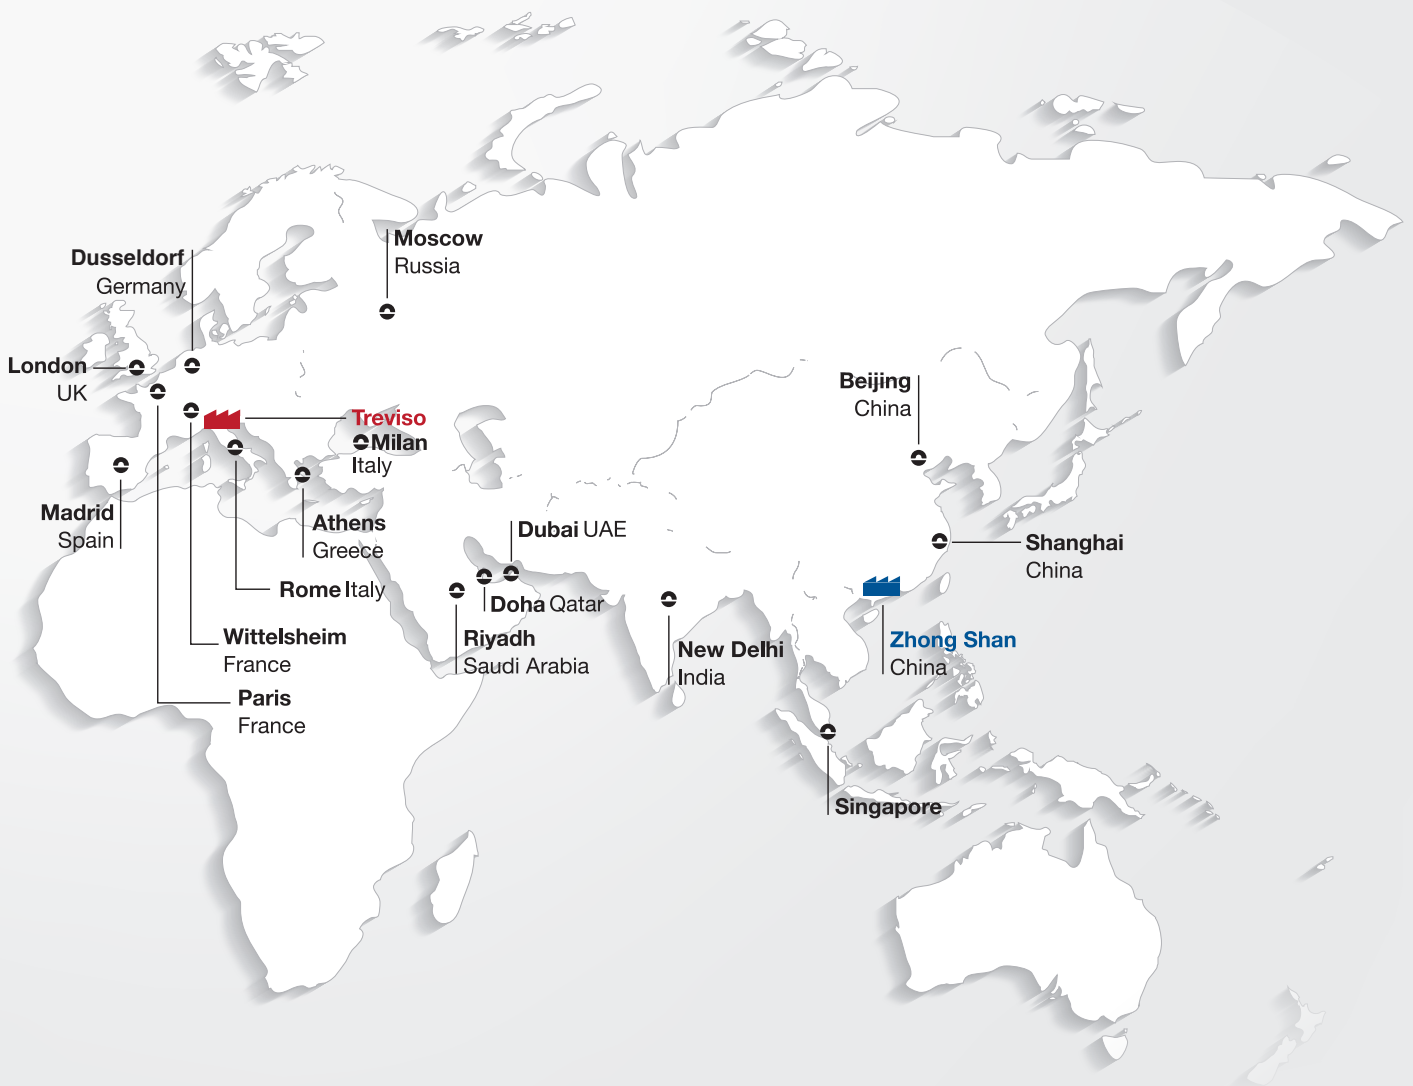 Moscow
Russia
Dusseldorf
Germany
London
UK
Beijing
China
Treviso
Milan
Italy
Madrid
Spain
Athens
Greece
Dubai UAE
Shanghai
China
Rome Italy
Doha Qatar
Wittelsheim
France
Riyadh
Saudi Arabia
New Delhi
India
Zhong Shan
China
Paris
France
Singapore